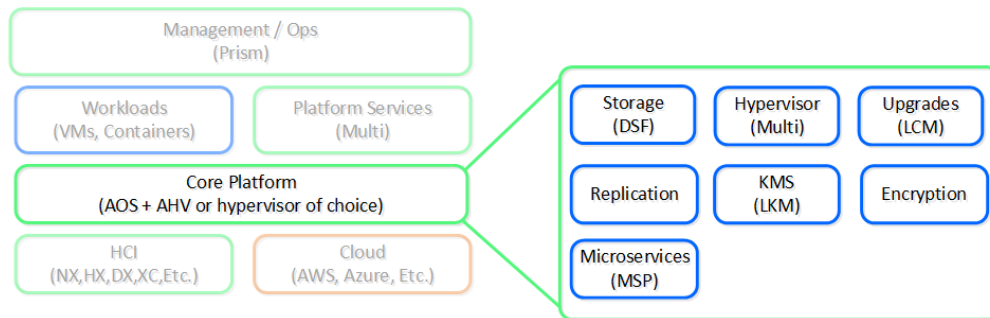 Management / Ops
(Prism)
Workloads
(VMs, Containers)
Platform Services
(Multi)
Core Platform
(AOS + AHV or hypervisor of choice)
HCI
(NX,HX,DX,XC,Etc.)
Cloud
(AWS, Azure, Etc.)
Storage
(DSF)
Hypervisor
(Multi)
Upgrades
(LCM)
Replication
KMS
(LKM)
Encryption
Microservices
(MSP)